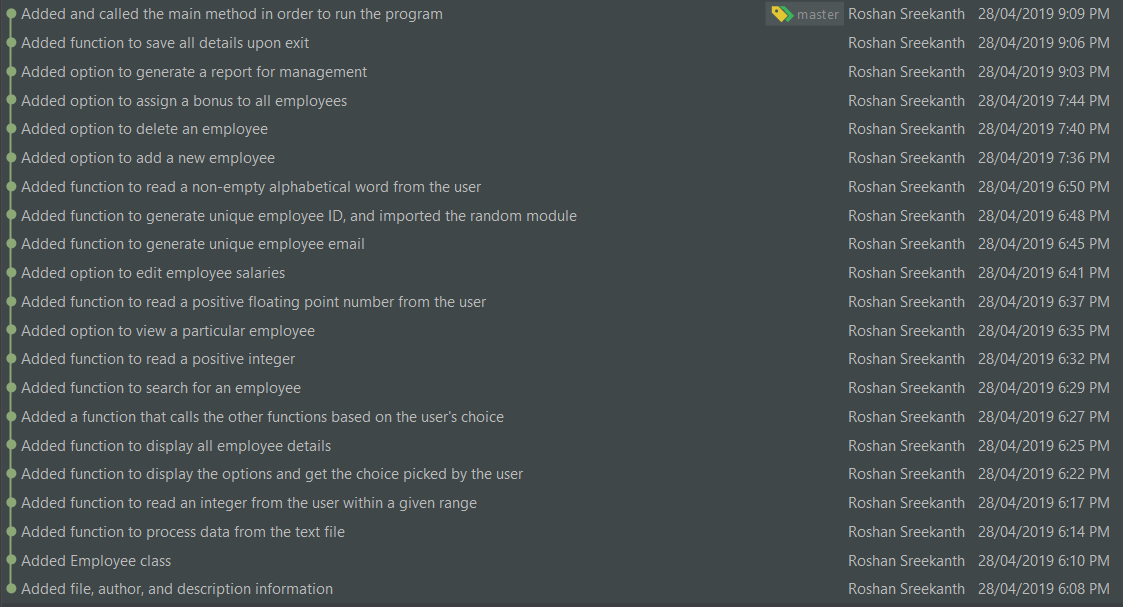 Added and called the main method in order to run the program master Roshan Sreekanth 28/04/2019 9:09 PM
Added function to save all details upon exit Roshan Sreekanth 28/04/2019 9:06 PM
Added option to generate a report for management Roshan Sreekanth 28/04/2019 9:03 PM
Added option to assign a bonus to all employees Roshan Sreekanth 28/04/2019 7:44 PM
Added option to delete an employee Roshan Sreekanth 28/04/2019 7:40 PM
Added option to add a new employee Roshan Sreekanth 28/04/2019 7:36 PM
Added function to read a non-empty alphabetical word from the user Roshan Sreekanth 28/04/2019 6:50 PM
Added function to generate unique employee ID, and imported the random module Roshan Sreekanth 28/04/2019 6:48 PM
Added function to generate unique employee email Roshan Sreekanth 28/04/2019 6:45 PM
Added option to edit employee salaries Roshan Sreekanth 28/04/2019 6:41 PM
Added function to read a positive floating point number from the user Roshan Sreekanth 28/04/2019 6:37 PM
Added option to view a particular employee Roshan Sreekanth 28/04/2019 6:35 PM
Added function to read a positive integer Roshan Sreekanth 28/04/2019 6:32 PM
Added function to search for an employee Roshan Sreekanth 28/04/2019 6:29 PM
Added a function that calls the other functions based on the user's choice Roshan Sreekanth 28/04/2019 6:27 PM
Added function to display all employee details Roshan Sreekanth 28/04/2019 6:25 PM
Added function to display the options and get the choice picked by the user Roshan Sreekanth 28/04/2019 6:22 PM
Added function to read an integer from the user within a given range Roshan Sreekanth 28/04/2019 6:17 PM
Added function to process data from the text file Roshan Sreekanth 28/04/2019 6:14 PM
Added Employee class Roshan Sreekanth 28/04/2019 6:10 PM
Added file, author, and description information Roshan Sreekanth 28/04/2019 6:08 PM